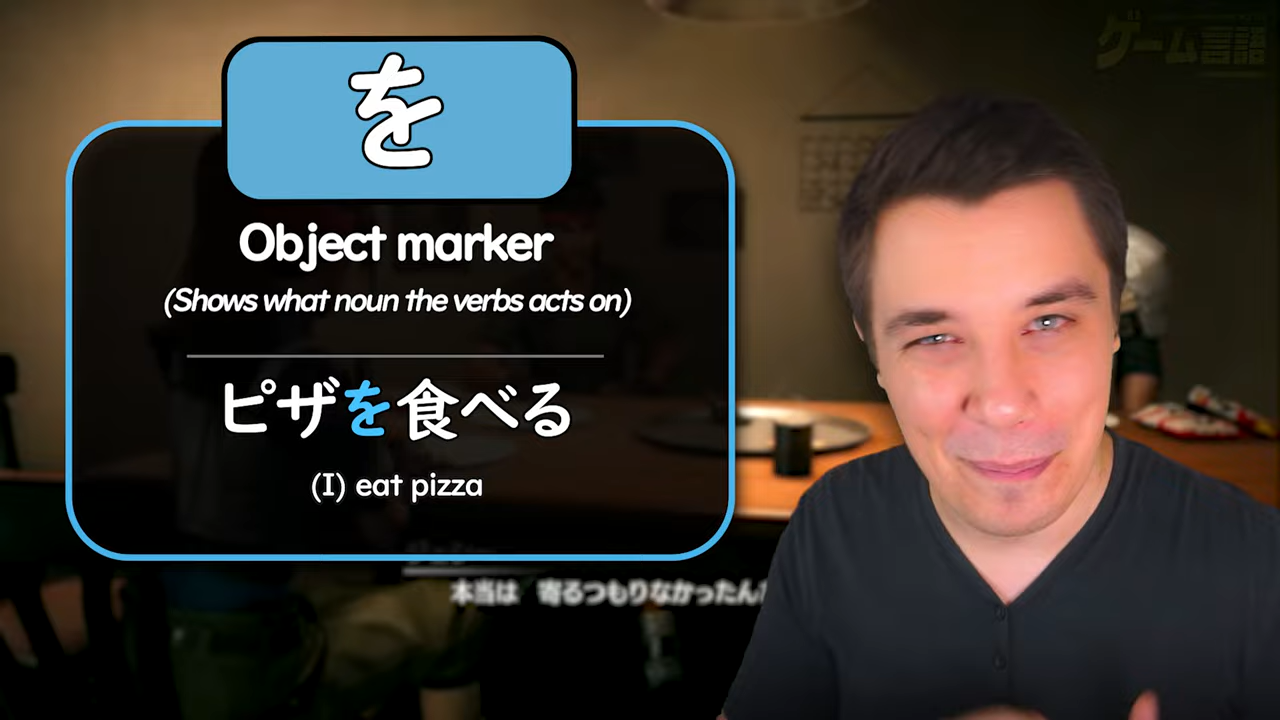 ゲーム言語
を
Object marker
(Shows what noun the verbs acts on)
ピザを食べる
(I) eat pizza
本当は 寄るつもりなかったん